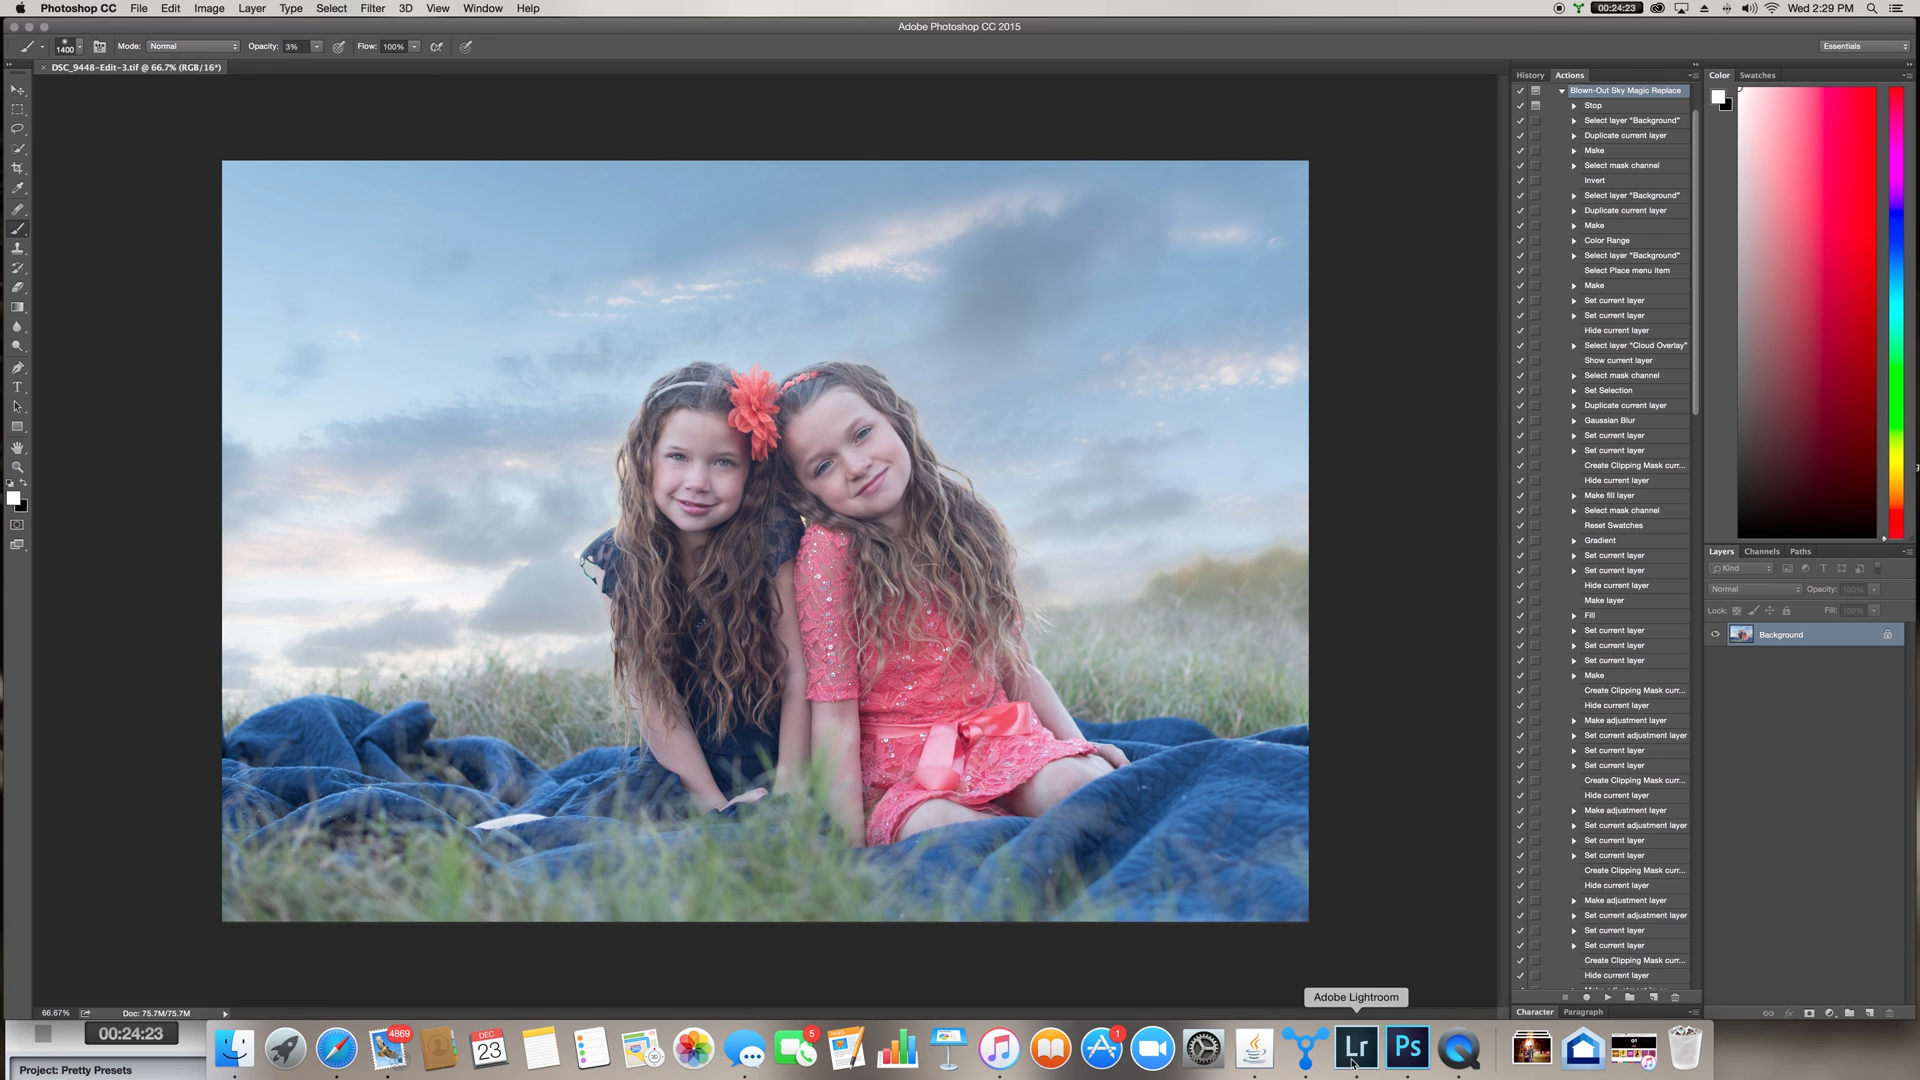 Photoshop CC File Edit Image Layer Type Select Filter 3D View Window Help
00:24:23 Wed 2:29 PM
Adobe Photoshop CC 2015
1400 Mode: Normal Opacity: 3% Flow: 100% Essentials
DSC_9448-Edit-3.tif @ 66.7% (RGB/16*)
History Actions
Blown-Out Sky Magic Replace
Stop
Select layer "Background"
Duplicate current layer
Make
Select mask channel
Invert
Select layer "Background"
Duplicate current layer
Make
Color Range
Select layer "Background"
Select Place menu item
Make
Set current layer
Set current layer
Hide current layer
Select layer "Cloud Overlay"
Show current layer
Select mask channel
Set Selection
Duplicate current layer
Gaussian Blur
Set current layer
Set current layer
Create Clipping Mask curr...
Hide current layer
Make fill layer
Select mask channel
Reset Swatches
Gradient
Set current layer
Set current layer
Hide current layer
Make layer
Fill
Set current layer
Set current layer
Set current layer
Make
Create Clipping Mask curr...
Hide current layer
Make adjustment layer
Set current adjustment layer
Set current layer
Set current layer
Create Clipping Mask curr...
Hide current layer
Make adjustment layer
Set current adjustment layer
Set current layer
Set current layer
Create Clipping Mask curr...
Hide current layer
Make adjustment layer
Set current adjustment layer
Set current layer
Set current layer
Create Clipping Mask curr...
Hide current layer
Character Paragraph
Color Swatches
Layers Channels Paths
Kind
Normal Opacity: 100%
Lock: Fill: 100%
Background
Adobe Lightroom
66.67% Doc: 75.7M/75.7M
00:24:23
4869
DEC
23
5
1
Lr
Ps
Project: Pretty Presets